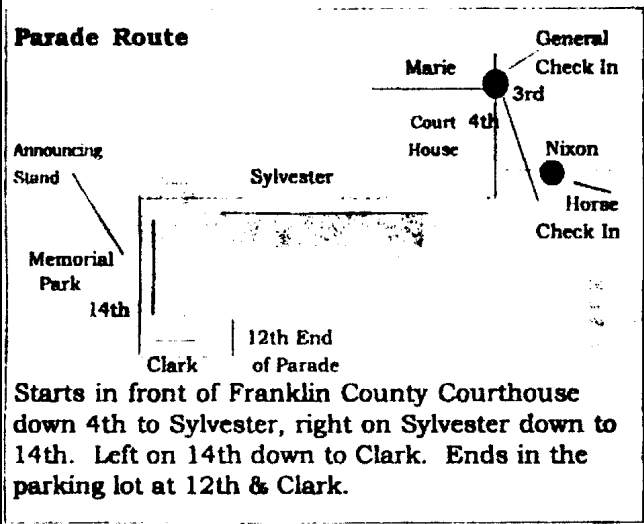 Parade Route
General
Check In
Marie
3rd
Court 4th
House
Nixon
Announcing
Stand
Sylvester
Horse
Check In
Memorial
Park
14th
12th End
of Parade
Clark
Starts in front of Franklin County Courthouse
down 4th to Sylvester, right on Sylvester down to
14th. Left on 14th down to Clark. Ends in the
parking lot at 12th & Clark.